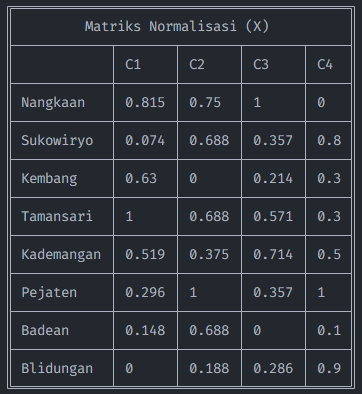 Matriks Normalisasi (X)
C1 C2 C3 C4
Nangkaan 0.815 0.75 1 0
Sukowiryo 0.074 0.688 0.357 0.8
Kembang 0.63 0 0.214 0.3
Tamansari 1 0.688 0.571 0.3
Kademangan 0.519 0.375 0.714 0.5
Pejaten 0.296 1 0.357 1
Badean 0.148 0.688 0 0.1
Blidungan 0 0.188 0.286 0.9